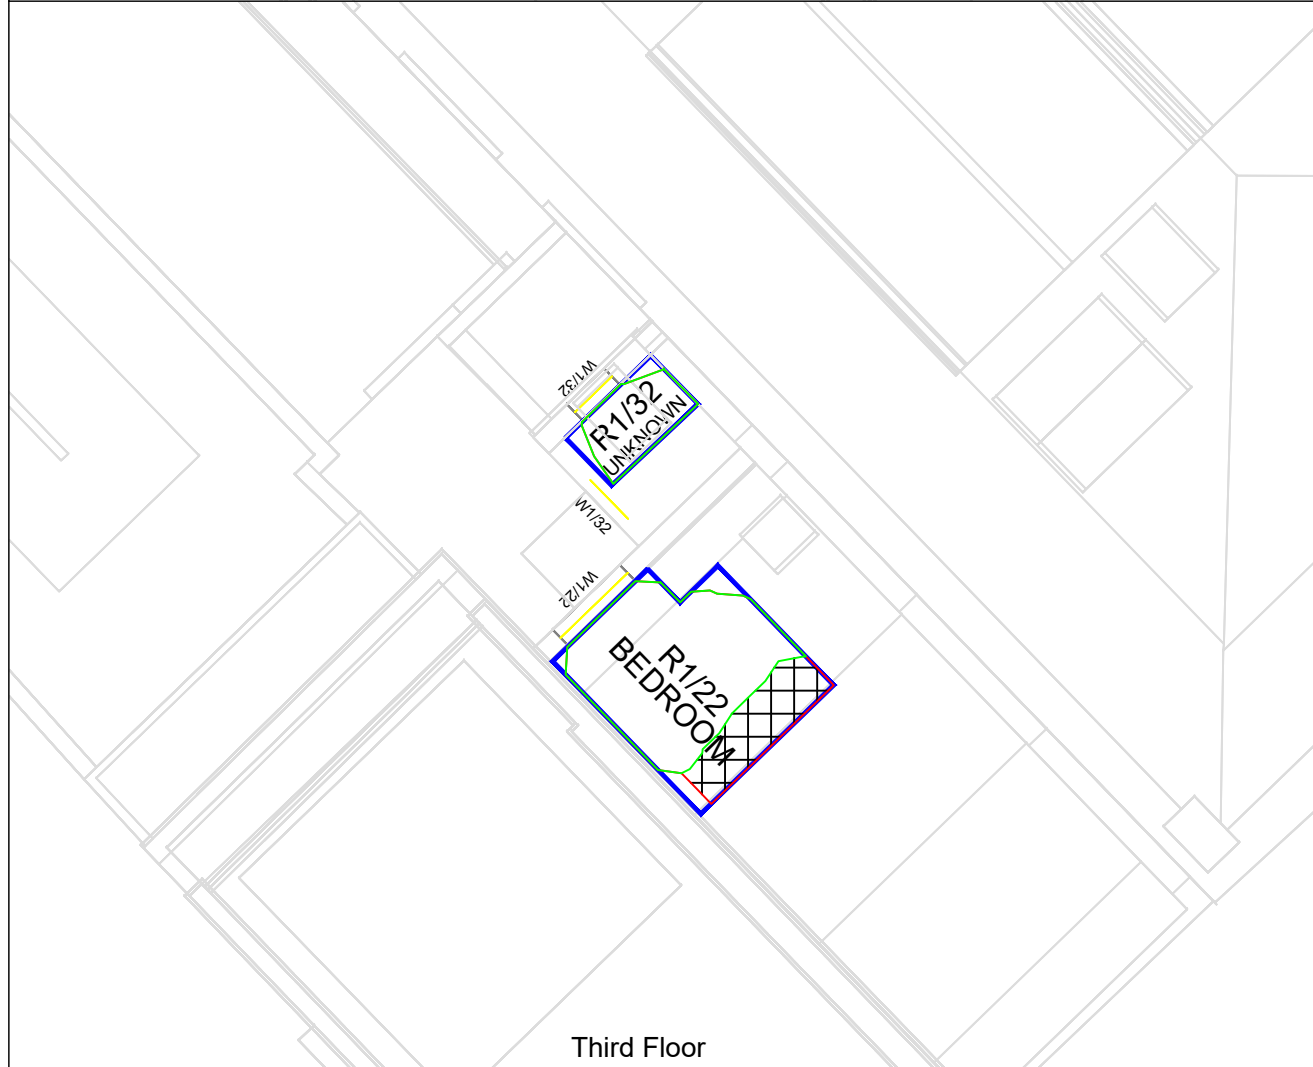 W1/32
R1/32
UNKNOWN
W1/32
W1/22
R1/22
BEDROOM
Third Floor